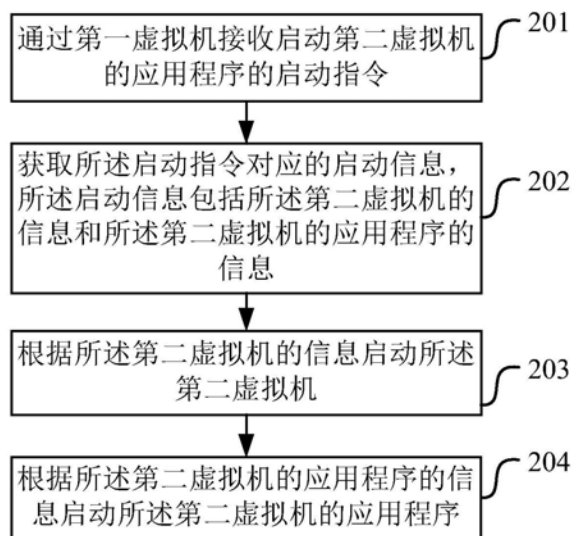 通过第一虚拟机接收启动第二虚拟机
的应用程序的启动指令
201
获取所述启动指令对应的启动信息，
所述启动信息包括所述第二虚拟机的
信息和所述第二虚拟机的应用程序的
信息
202
根据所述第二虚拟机的信息启动所述
第二虚拟机
203
根据所述第二虚拟机的应用程序的信
息启动所述第二虚拟机的应用程序
204